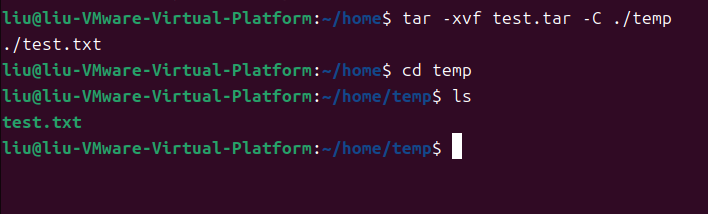 liu@liu-VMware-Virtual-Platform:~/home$ tar -xvf test.tar -C ./temp
./test.txt
liu@liu-VMware-Virtual-Platform:~/home$ cd temp
liu@liu-VMware-Virtual-Platform:~/home/temp$ ls
test.txt
liu@liu-VMware-Virtual-Platform:~/home/temp$